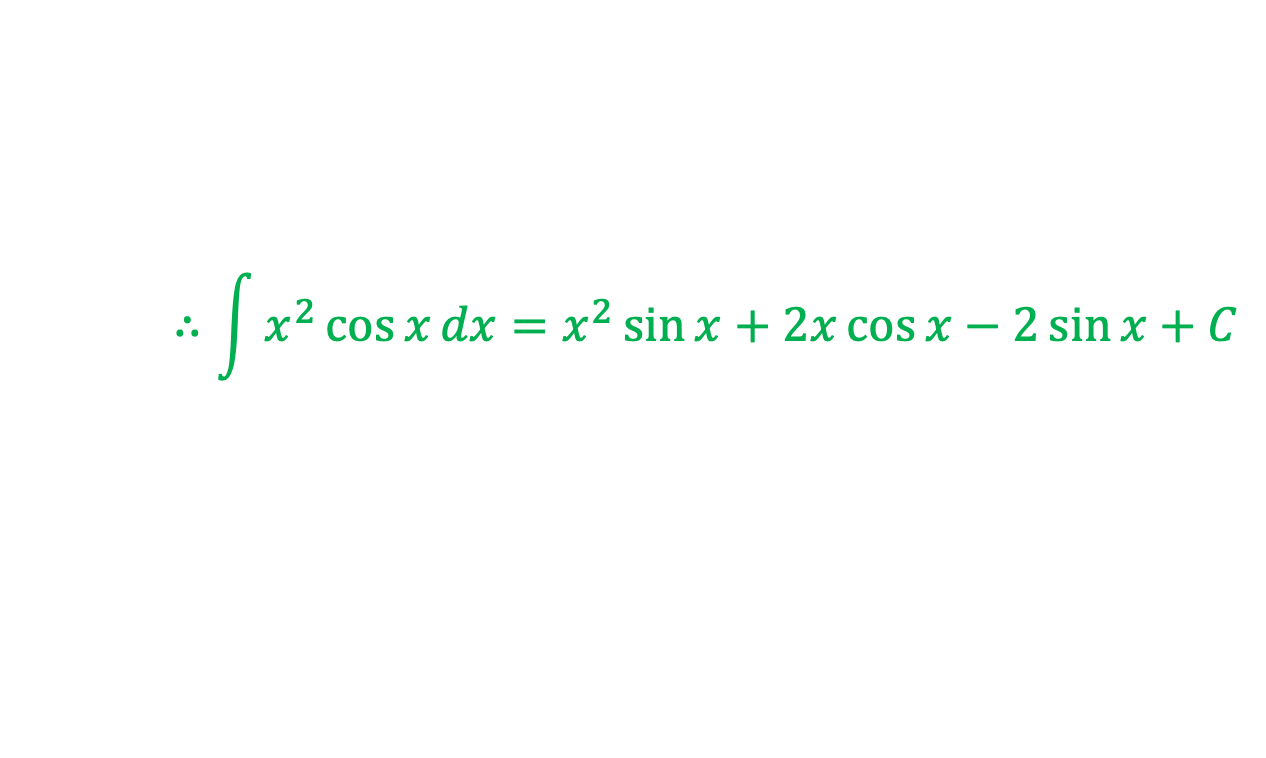 ∴ ∫ x² cos x dx = x² sin x + 2x cos x − 2 sin x + C